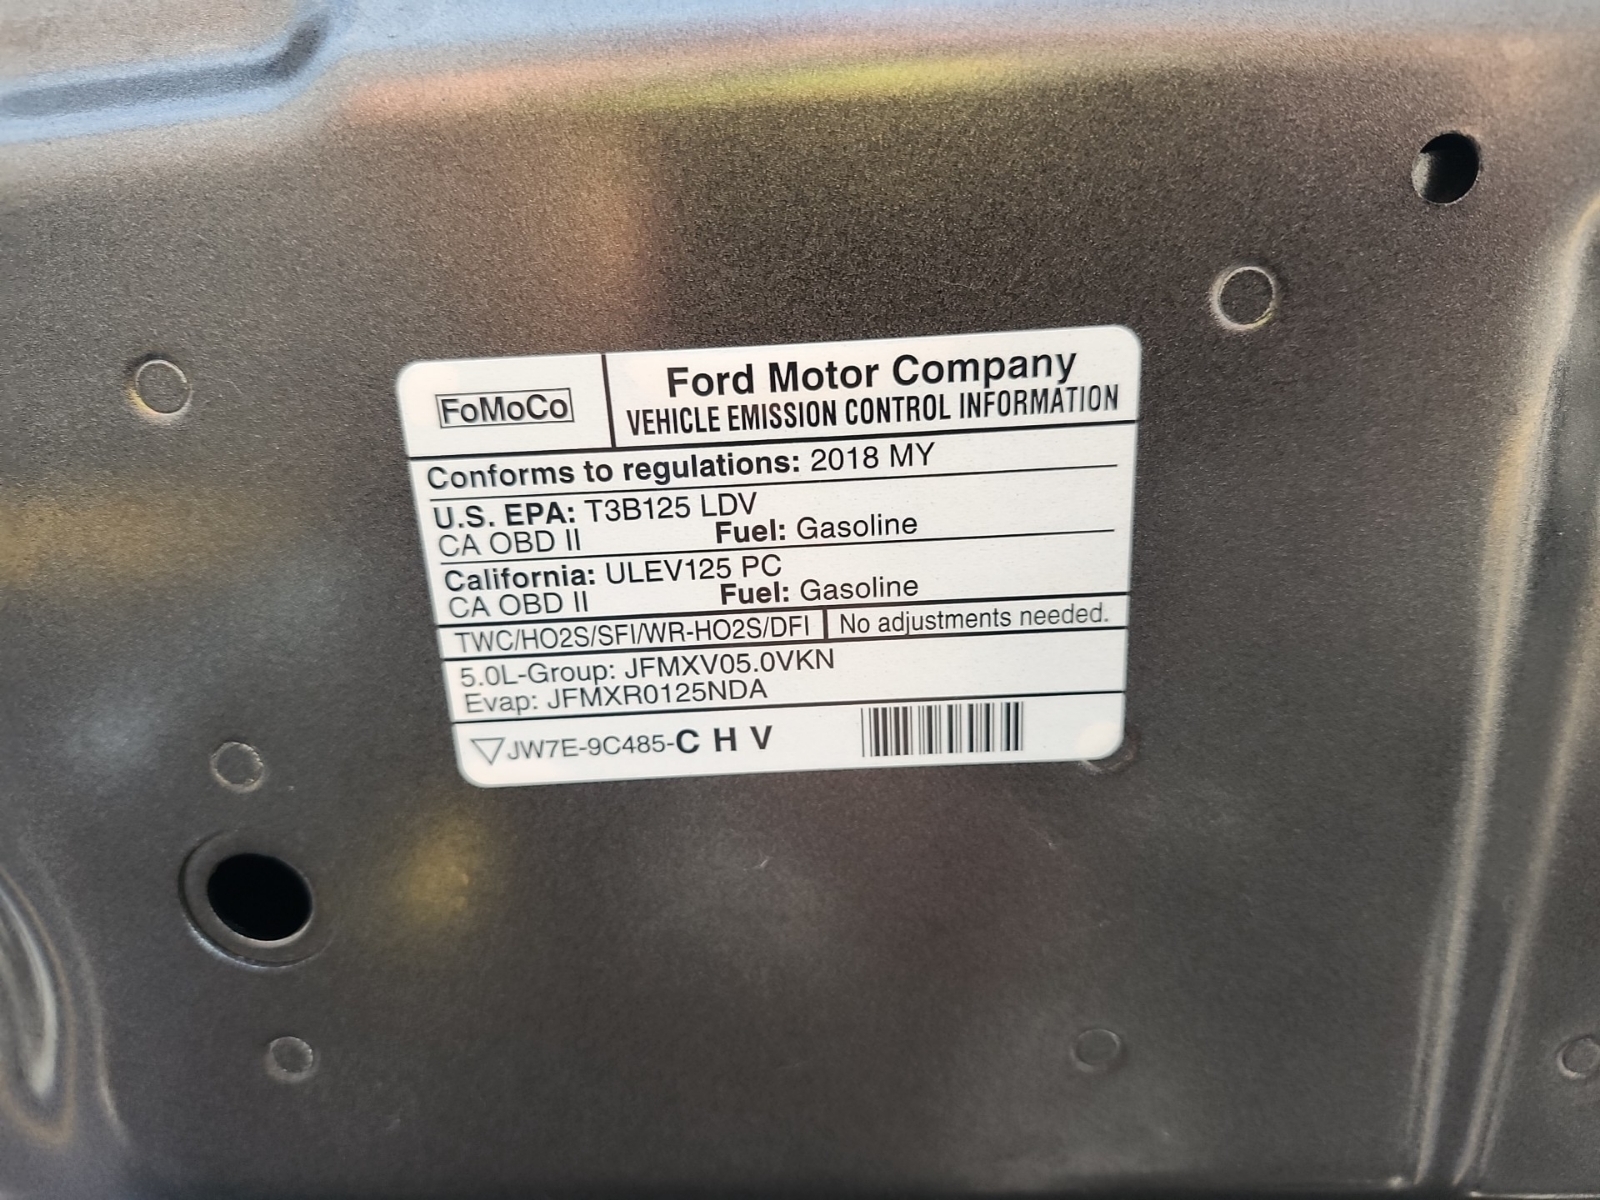 FoMoCo
Ford Motor Company
VEHICLE EMISSION CONTROL INFORMATION
Conforms to regulations: 2018 MY
U.S. EPA: T3B125 LDV
CA OBD II Fuel: Gasoline
California: ULEV125 PC
CA OBD II Fuel: Gasoline
TWC/HO2S/SFI/WR-HO2S/DFI No adjustments needed.
5.0L-Group: JFMXV05.0VKN
Evap: JFMXR0125NDA
JW7E-9C485-C H V